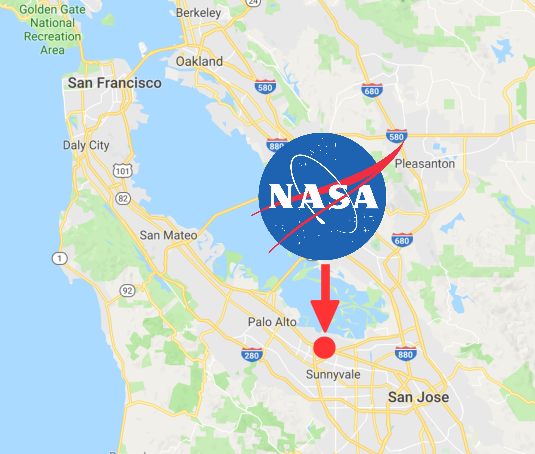 24
Golden Gate
National
Recreation
Area
Berkeley
Oakland
580
San Francisco
680
Daly City
880
580
Pleasanton
101
NASA
82
San Mateo
680
1
92
Palo Alto
280
880
Sunnyvale
San Jose